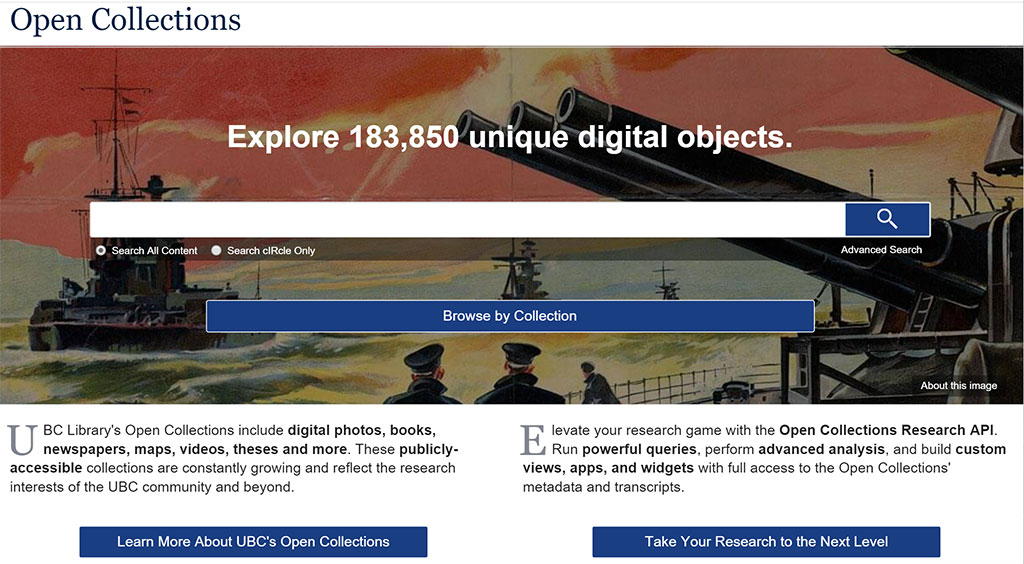 Open Collections
Explore 183,850 unique digital objects.
Search All Content Search cIRcle Only Advanced Search
Browse by Collection
About this image
UBC Library's Open Collections include digital photos, books,
newspapers, maps, videos, theses and more. These publicly-
accessible collections are constantly growing and reflect the research
interests of the UBC community and beyond.
Learn More About UBC's Open Collections
Elevate your research game with the Open Collections Research API.
Run powerful queries, perform advanced analysis, and build custom
views, apps, and widgets with full access to the Open Collections'
metadata and transcripts.
Take Your Research to the Next Level